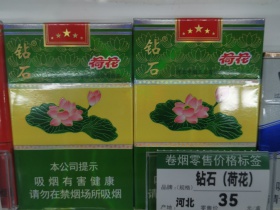 钻石
荷花
本公司提示
吸烟有害健康
请勿在禁烟场所吸烟
钻石
荷花
卷烟零售价格标签
钻石（荷花）
河北
35